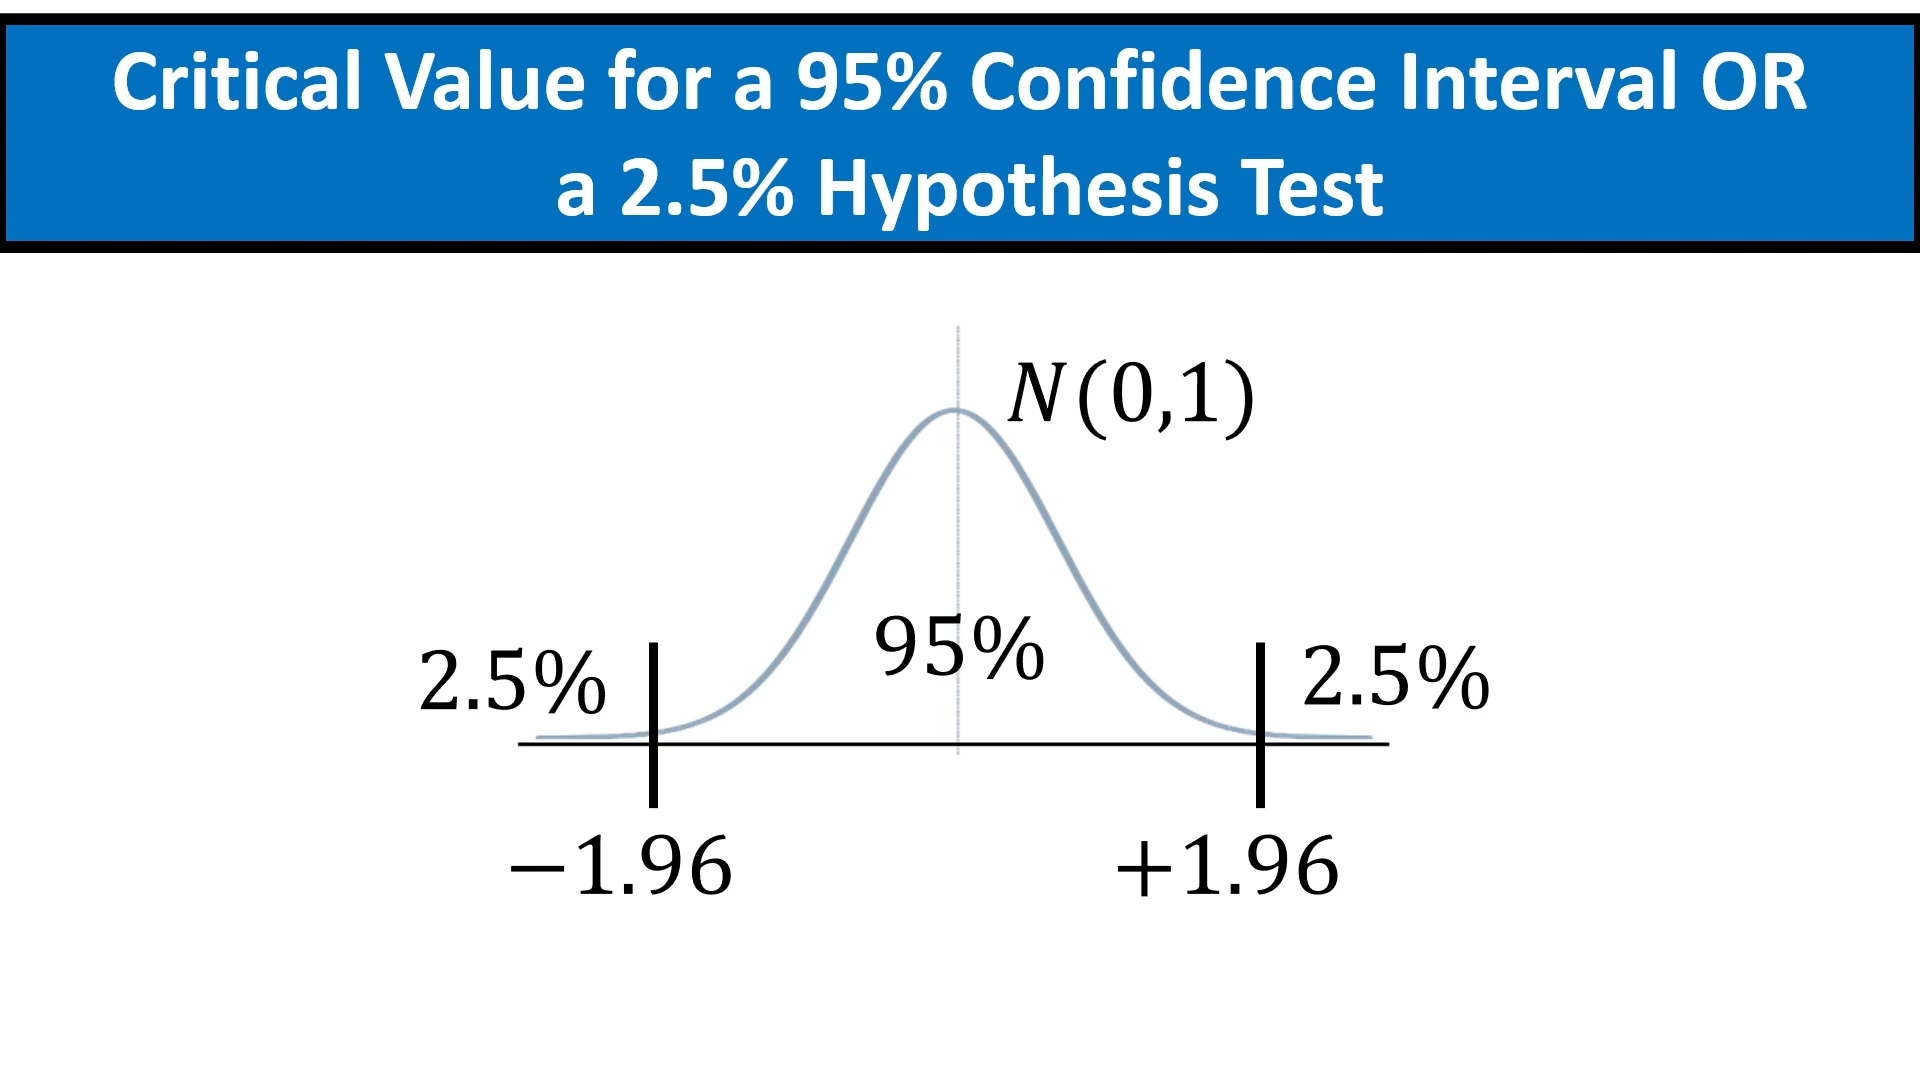 Critical Value for a 95% Confidence Interval OR
a 2.5% Hypothesis Test
N(0,1)
95%
2.5%
2.5%
−1.96
+1.96